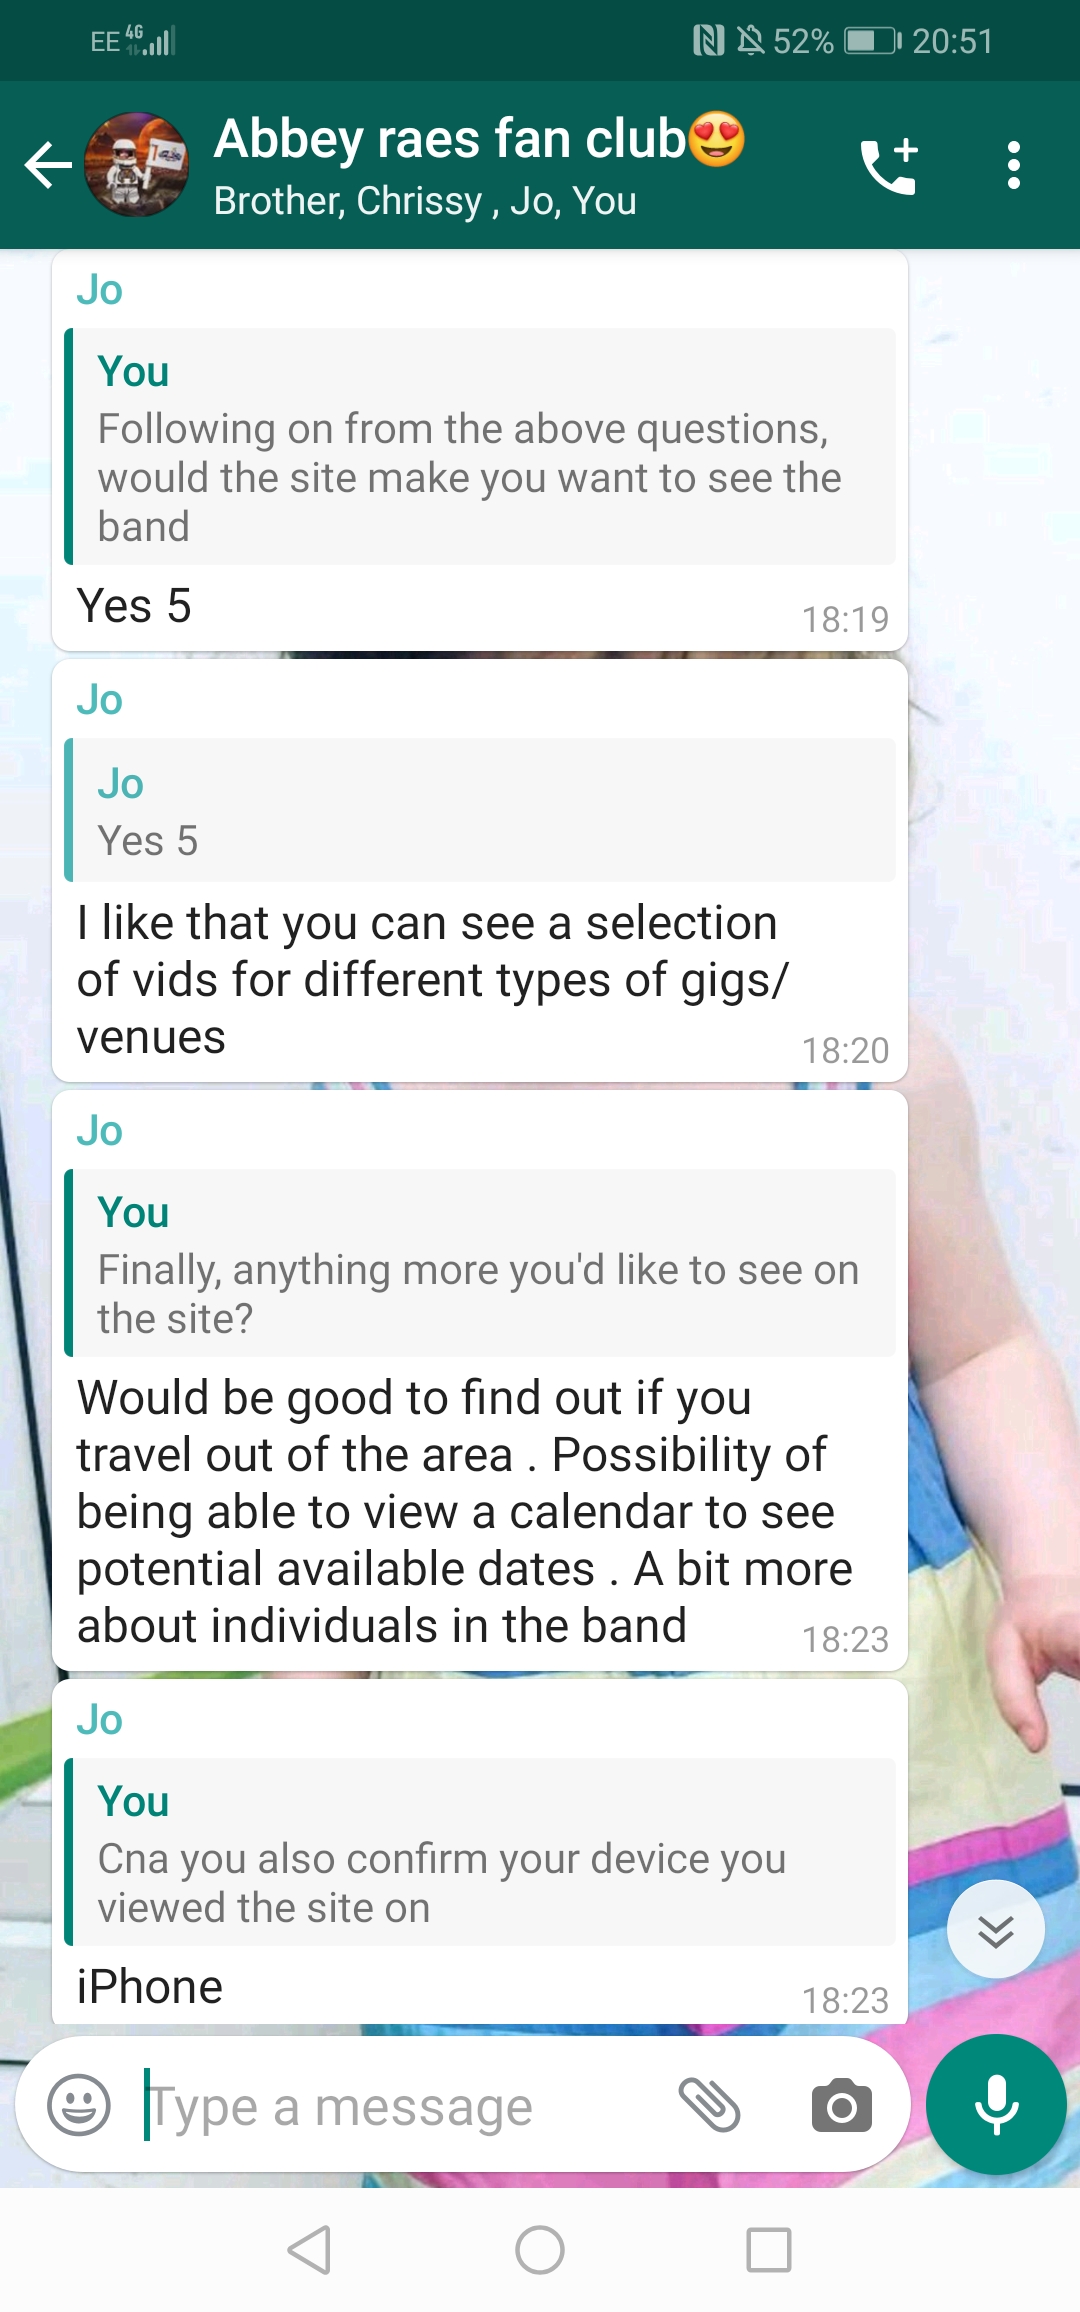 EE 4G 52% 20:51
Abbey raes fan club😍
Brother, Chrissy , Jo, You
Jo
You
Following on from the above questions,
would the site make you want to see the
band
Yes 5
18:19
Jo
Jo
Yes 5
I like that you can see a selection
of vids for different types of gigs/
venues
18:20
Jo
You
Finally, anything more you'd like to see on
the site?
Would be good to find out if you
travel out of the area . Possibility of
being able to view a calendar to see
potential available dates . A bit more
about individuals in the band
18:23
Jo
You
Cna you also confirm your device you
viewed the site on
iPhone
18:23
Type a message